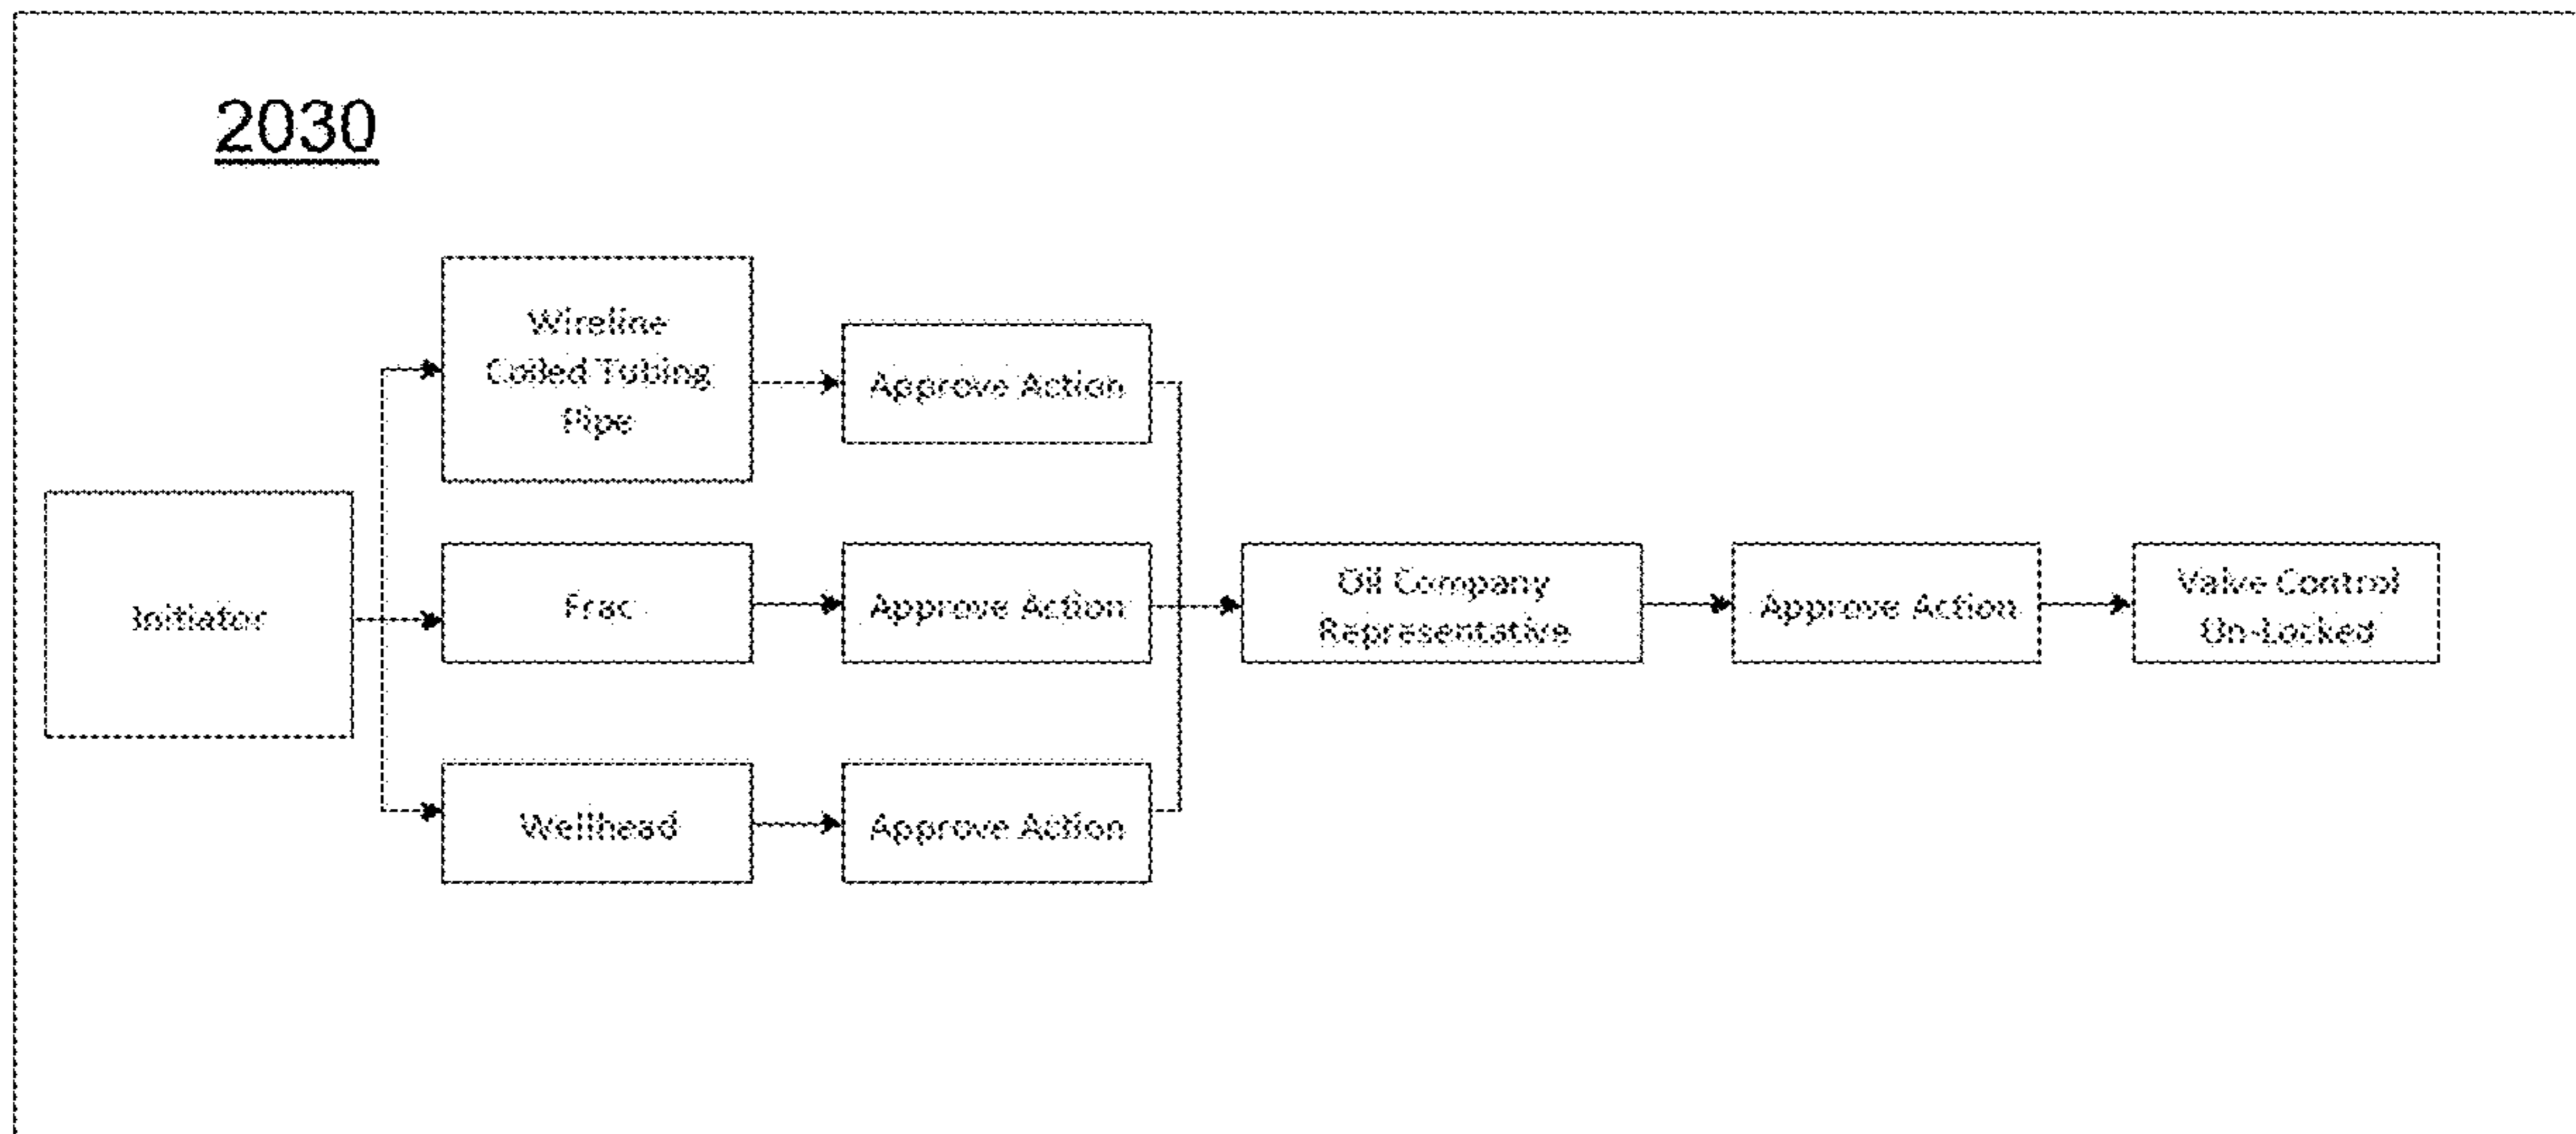 2030
Wireline
Coiled Tubing
Pipe
Approve Action
Initiator
Frac
Approve Action
Oil Company
Representative
Approve Action
Valve Control
Un-Locked
Wellhead
Approve Action